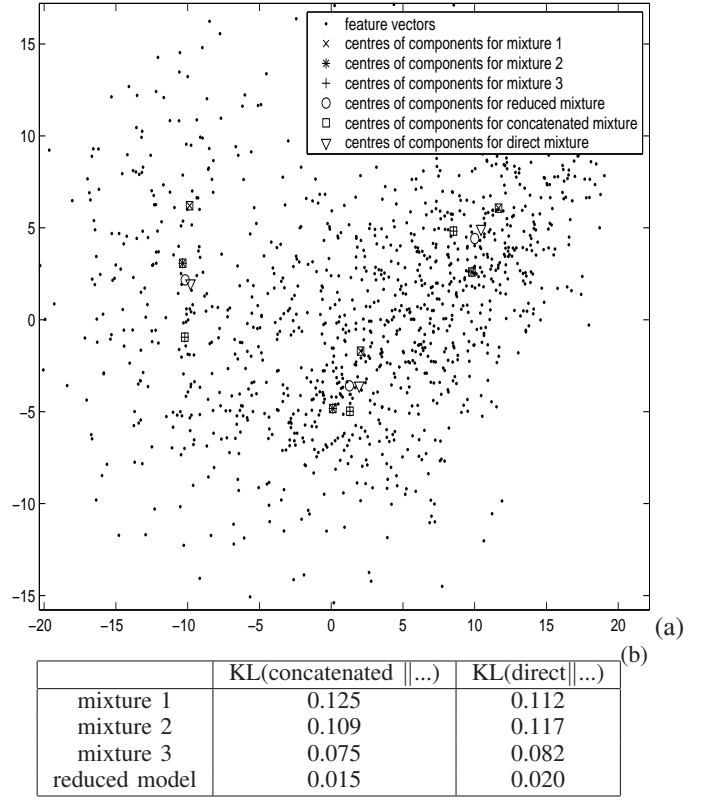 15
10
5
0
−5
−10
−15
−20 −15 −10 −5 0 5 10 15 20
feature vectors
centres of components for mixture 1
centres of components for mixture 2
centres of components for mixture 3
centres of components for reduced mixture
centres of components for concatenated mixture
centres of components for direct mixture
(a)
(b)
KL(concatenated ||...) KL(direct||...)
mixture 1 0.125 0.112
mixture 2 0.109 0.117
mixture 3 0.075 0.082
reduced model 0.015 0.020